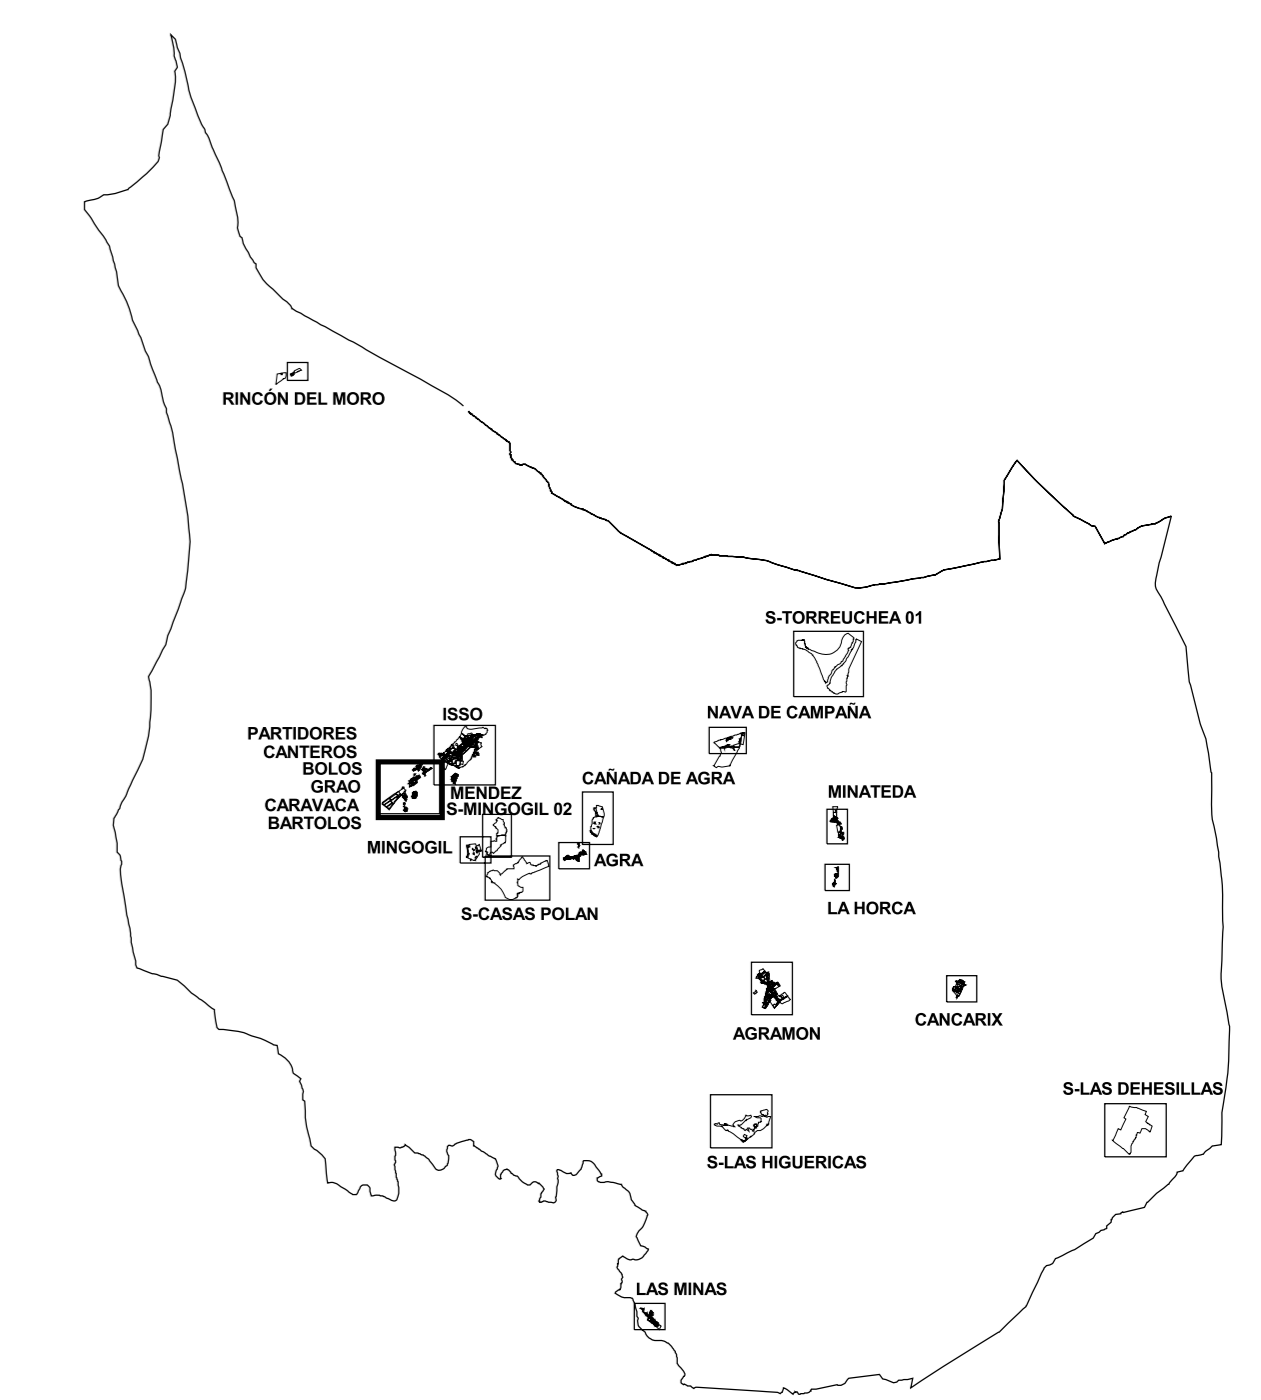 RINCÓN DEL MORO
S-TORREUCHEA 01
NAVA DE CAMPAÑA
ISSO
PARTIDORES
CANTEROS
BOLOS
GRAO
CARAVACA
BARTOLOS
MENDEZ
S-MINGOGIL 02
CAÑADA DE AGRA
MINATEDA
MINGOGIL
AGRA
S-CASAS POLAN
LA HORCA
AGRAMON
CANCARIX
S-LAS DEHESILLAS
S-LAS HIGUERICAS
LAS MINAS